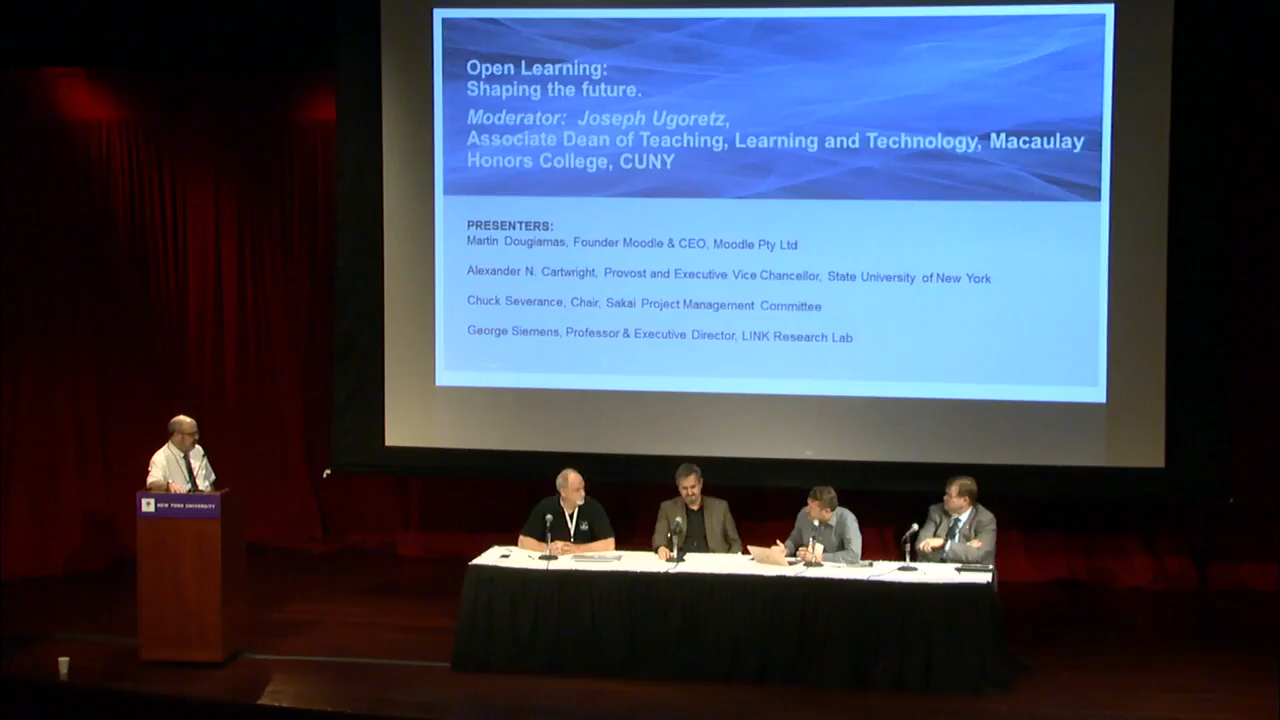 Open Learning:
Shaping the future.
Moderator: Joseph Ugoretz,
Associate Dean of Teaching, Learning and Technology, Macaulay
Honors College, CUNY
PRESENTERS:
Martin Dougiamas, Founder Moodle & CEO, Moodle Pty Ltd
Alexander N. Cartwright, Provost and Executive Vice Chancellor, State University of New York
Chuck Severance, Chair, Sakai Project Management Committee
George Siemens, Professor & Executive Director, LINK Research Lab
NEW YORK UNIVERSITY